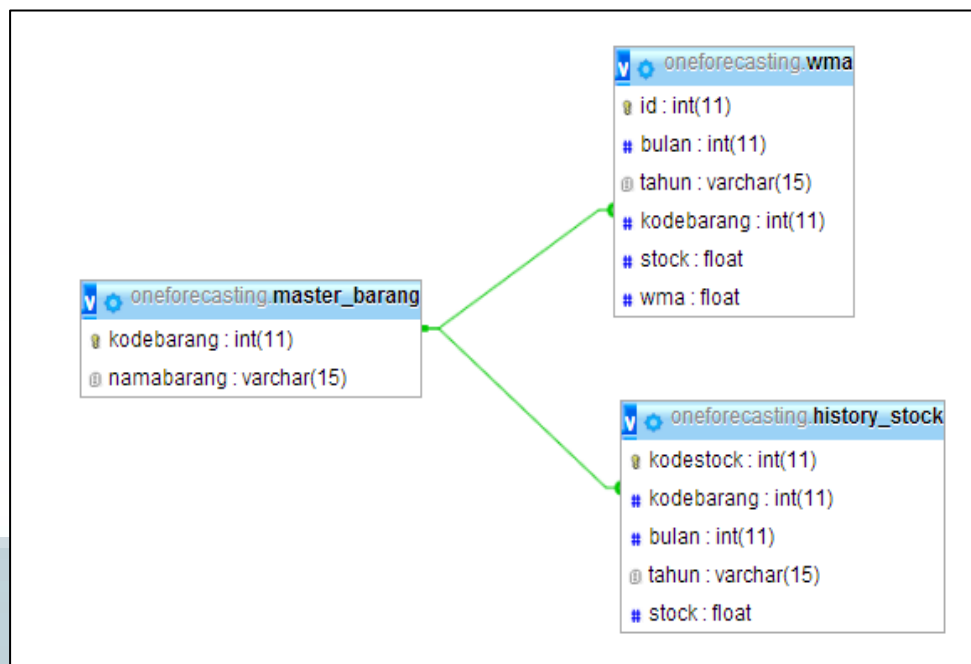 oneforecasting.wma
id : int(11)
bulan : int(11)
tahun : varchar(15)
kodebarang : int(11)
stock : float
wma : float
oneforecasting.master_barang
kodebarang : int(11)
namabarang : varchar(15)
oneforecasting.history_stock
kodestock : int(11)
kodebarang : int(11)
bulan : int(11)
tahun : varchar(15)
stock : float